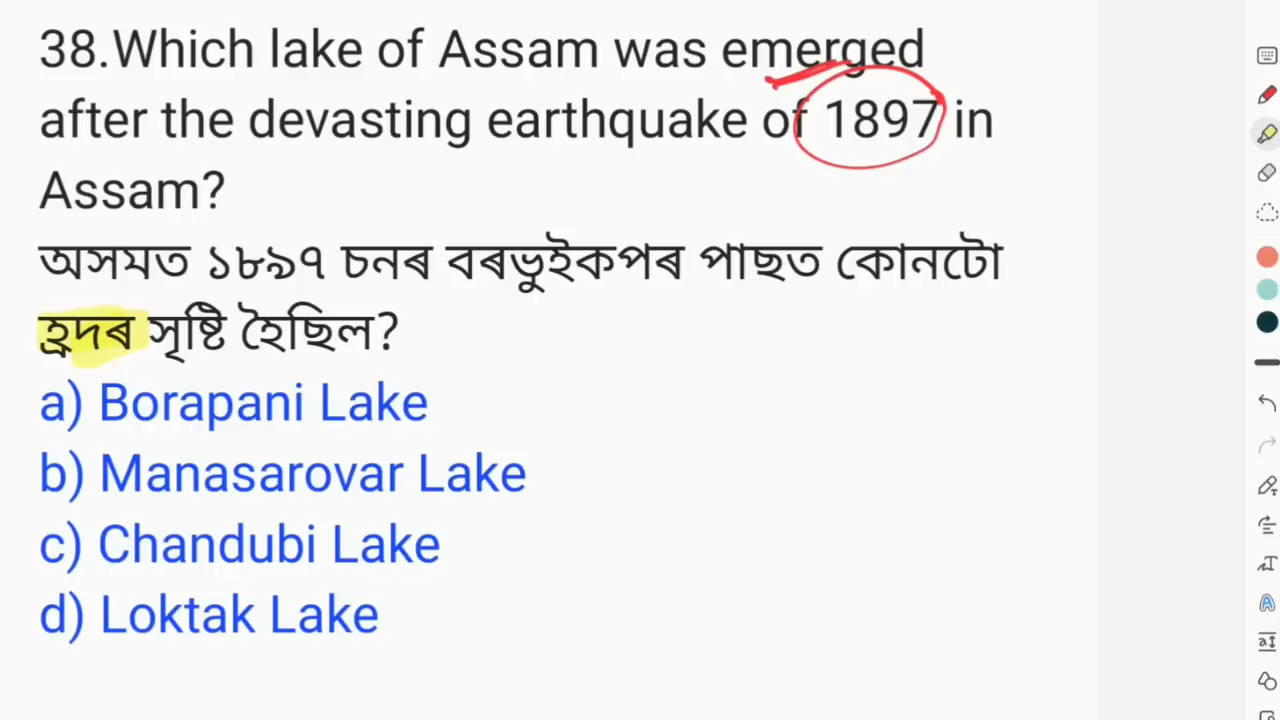 38.Which lake of Assam was emerged
after the devasting earthquake of 1897 in
Assam?
অসমত ১৮৯৭ চনৰ বৰভুইকপৰ পাছত কোনটো
হ্ৰদৰ সৃষ্টি হৈছিল?
a) Borapani Lake
b) Manasarovar Lake
c) Chandubi Lake
d) Loktak Lake